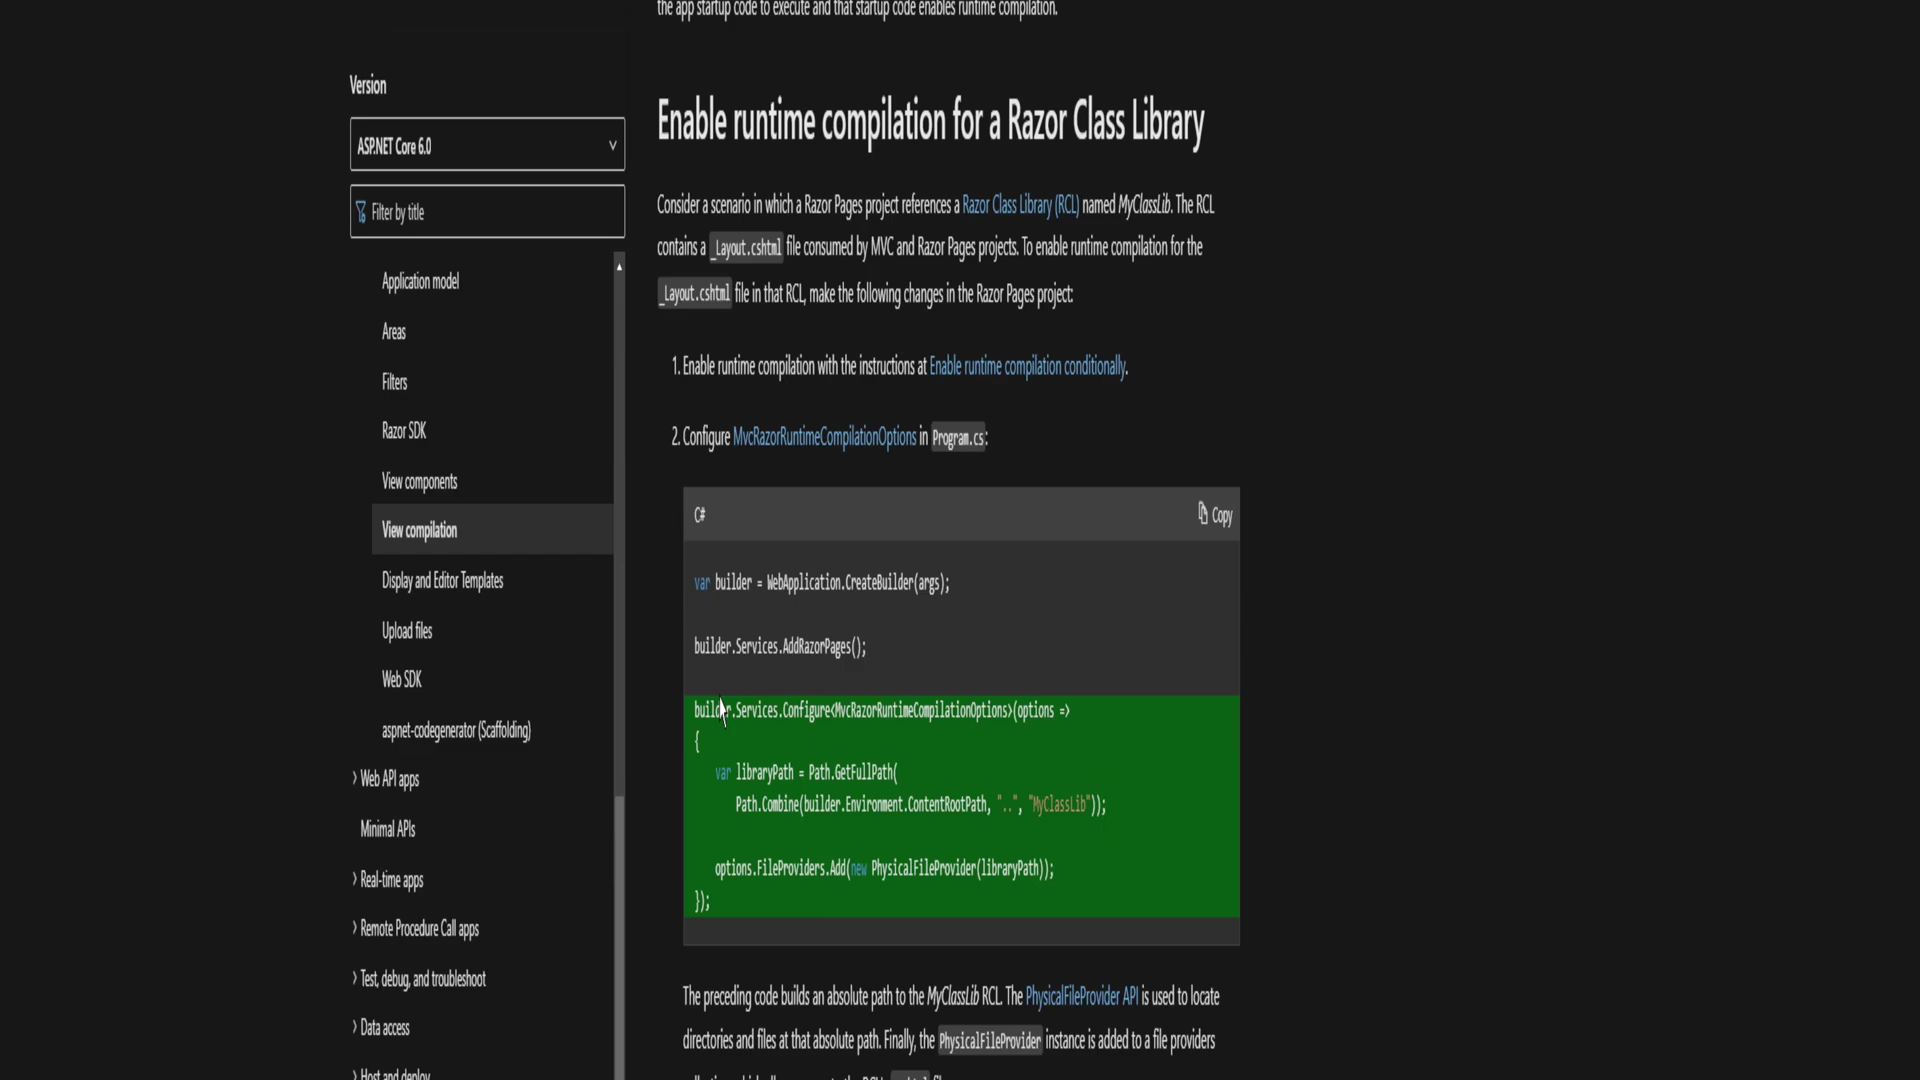 the app startup code to execute and that startup code enables runtime compilation.
Version
ASP.NET Core 6.0
Filter by title
Application model
Areas
Filters
Razor SDK
View components
View compilation
Display and Editor Templates
Upload files
Web SDK
aspnet-codegenerator (Scaffolding)
Web API apps
Minimal APIs
Real-time apps
Remote Procedure Call apps
Test, debug, and troubleshoot
Data access
Host and deploy
Enable runtime compilation for a Razor Class Library
Consider a scenario in which a Razor Pages project references a Razor Class Library (RCL) named MyClassLib. The RCL
contains a _Layout.cshtml file consumed by MVC and Razor Pages projects. To enable runtime compilation for the
_Layout.cshtml file in that RCL, make the following changes in the Razor Pages project:
1. Enable runtime compilation with the instructions at Enable runtime compilation conditionally.
2. Configure MvcRazorRuntimeCompilationOptions in Program.cs:
C#
Copy
var builder = WebApplication.CreateBuilder(args);
builder.Services.AddRazorPages();
builder.Services.Configure<MvcRazorRuntimeCompilationOptions>(options =>
{
var libraryPath = Path.GetFullPath(
Path.Combine(builder.Environment.ContentRootPath, "..", "MyClassLib"));
options.FileProviders.Add(new PhysicalFileProvider(libraryPath));
});
The preceding code builds an absolute path to the MyClassLib RCL. The PhysicalFileProvider API is used to locate
directories and files at that absolute path. Finally, the PhysicalFileProvider instance is added to a file providers